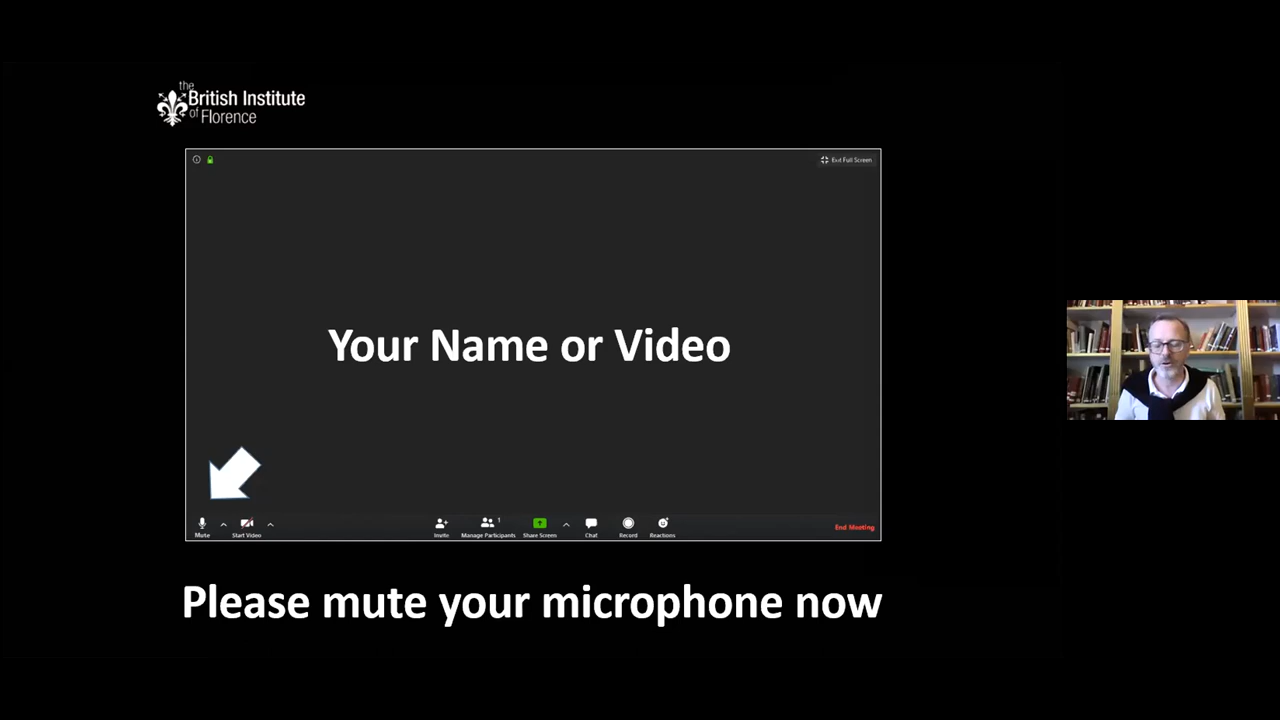 the
British Institute
of Florence
Exit Full Screen
Your Name or Video
1
Mute
Start Video
Invite
Manage Participants
Share Screen
Chat
Record
Reactions
End Meeting
Please mute your microphone now